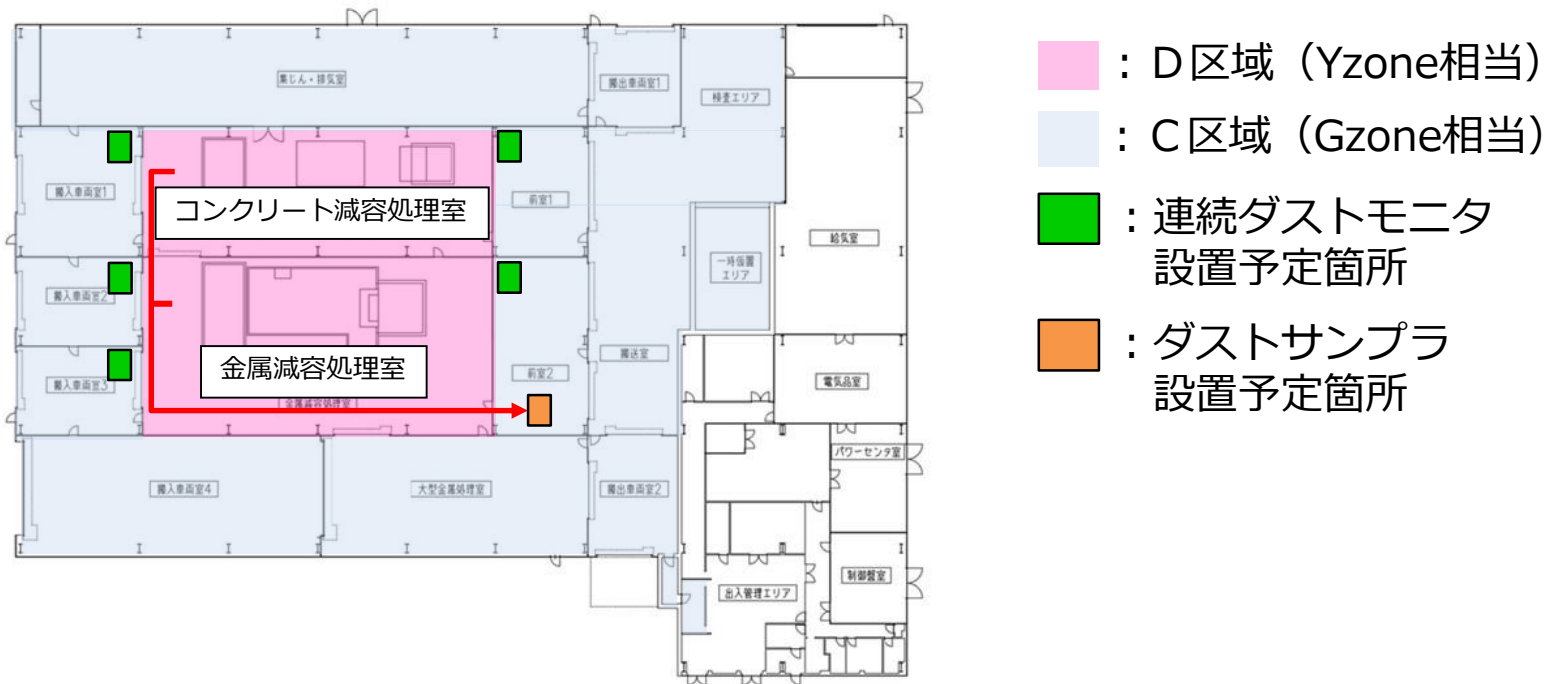 集じん・排気室
搬出車両室1
検査エリア
搬入車両室1
コンクリート減容処理室
前室1
給気室
一時仮置
エリア
搬入車両室2
搬送室
搬入車両室3
金属減容処理室
前室2
電気品室
金属減容処理室
パワーセンタ室
搬入車両室4
大型金属処理室
搬出車両室2
制御盤室
出入管理エリア
：D区域（Yzone相当）
：C区域（Gzone相当）
：連続ダストモニタ
設置予定箇所
：ダストサンプラ
設置予定箇所